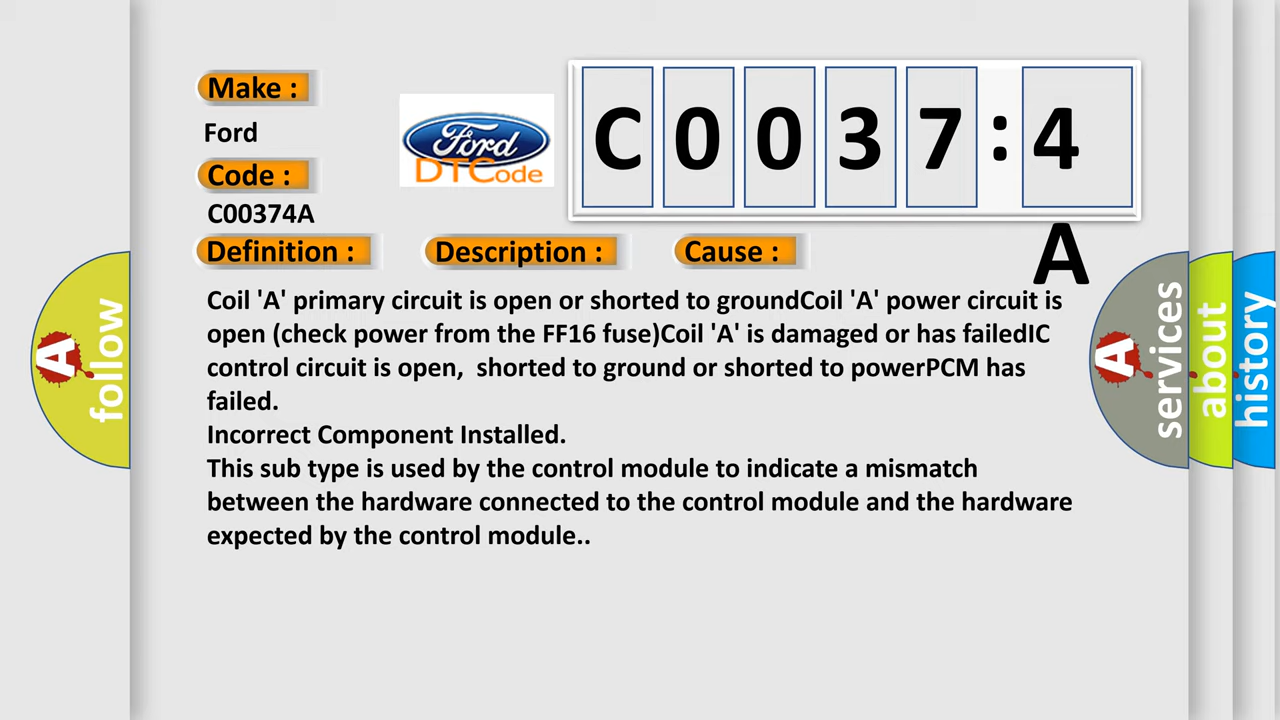 Make :
Ford
Code :
C00374A
Ford
DTCode
C0037:4
A
Definition :
Description :
Cause :
Coil 'A' primary circuit is open or shorted to groundCoil 'A' power circuit is
open (check power from the FF16 fuse)Coil 'A' is damaged or has failedIC
control circuit is open,  shorted to ground or shorted to powerPCM has
failed.
Incorrect Component Installed.
This sub type is used by the control module to indicate a mismatch
between the hardware connected to the control module and the hardware
expected by the control module..
A
follow
A
services
about
history